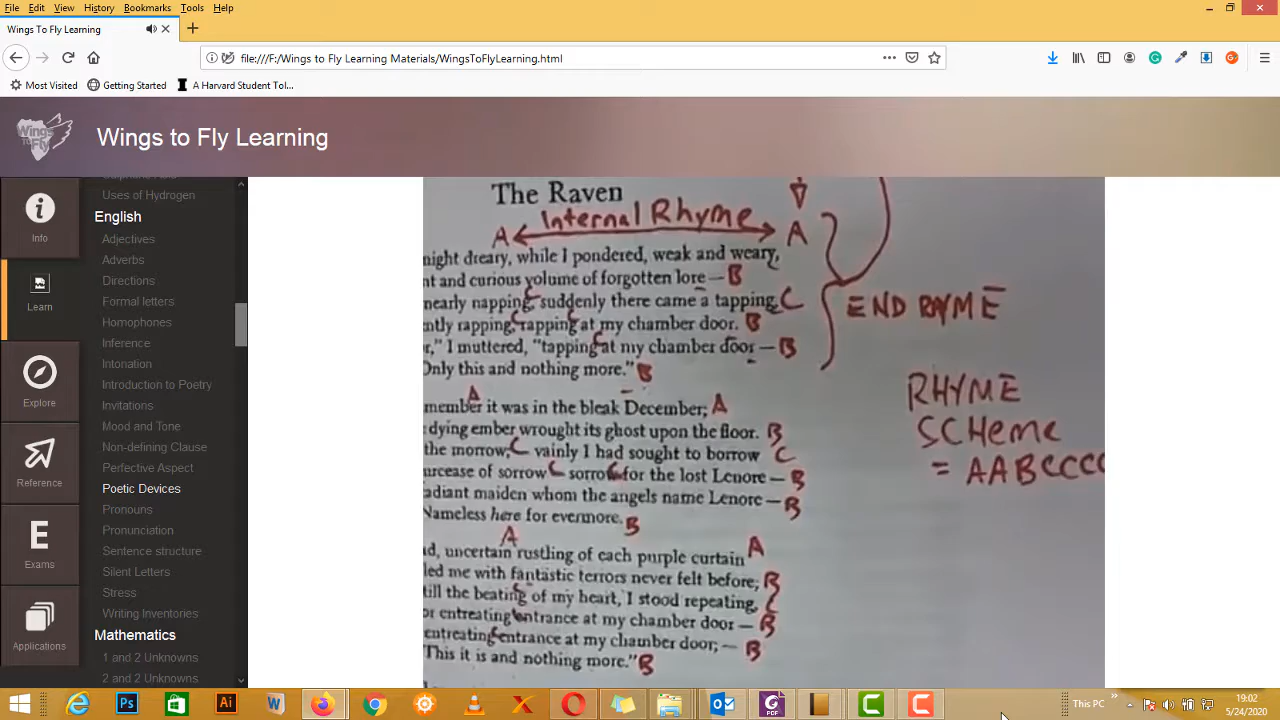 File Edit View History Bookmarks Tools Help
Wings To Fly Learning
file:///F:/Wings to Fly Learning Materials/WingsToFlyLearning.html
Most Visited Getting Started A Harvard Student Tol...
Wings to Fly
Wings to Fly Learning
Info
Learn
Explore
Reference
E
Exams
Applications
Uses of Hydrogen
English
Adjectives
Adverbs
Directions
Formal letters
Homophones
Inference
Intonation
Introduction to Poetry
Invitations
Mood and Tone
Non-defining Clause
Perfective Aspect
Poetic Devices
Pronouns
Pronunciation
Sentence structure
Silent Letters
Stress
Writing Inventories
Mathematics
1 and 2 Unknowns
2 and 2 Unknowns
The Raven
Internal Rhyme
A A
night dreary, while I pondered, weak and weary,
nt and curious volume of forgotten lore — B
nearly napping, C suddenly there came a tapping, C
ently rapping, C rapping C at my chamber door. B
r," I muttered, "tapping C at my chamber door — B
Only this and nothing more." B
END RHYME
RHYME
SCHeme
= AABCCCC
A
member it was in the bleak December; A
dying ember wrought its ghost upon the floor. B
the morrow; C vainly I had sought to borrow C
urcease of sorrow C sorrow C for the lost Lenore — B
adiant maiden whom the angels name Lenore — B
Nameless here for evermore. B
A
ad, uncertain rustling of each purple curtain A
led me with fantastic terrors never felt before; B
till the beating C of my heart, I stood repeating, C
or entreating entrance at my chamber door — B
entreating C entrance at my chamber door; — B
This it is and nothing more." B
This PC
19:02
5/24/2020